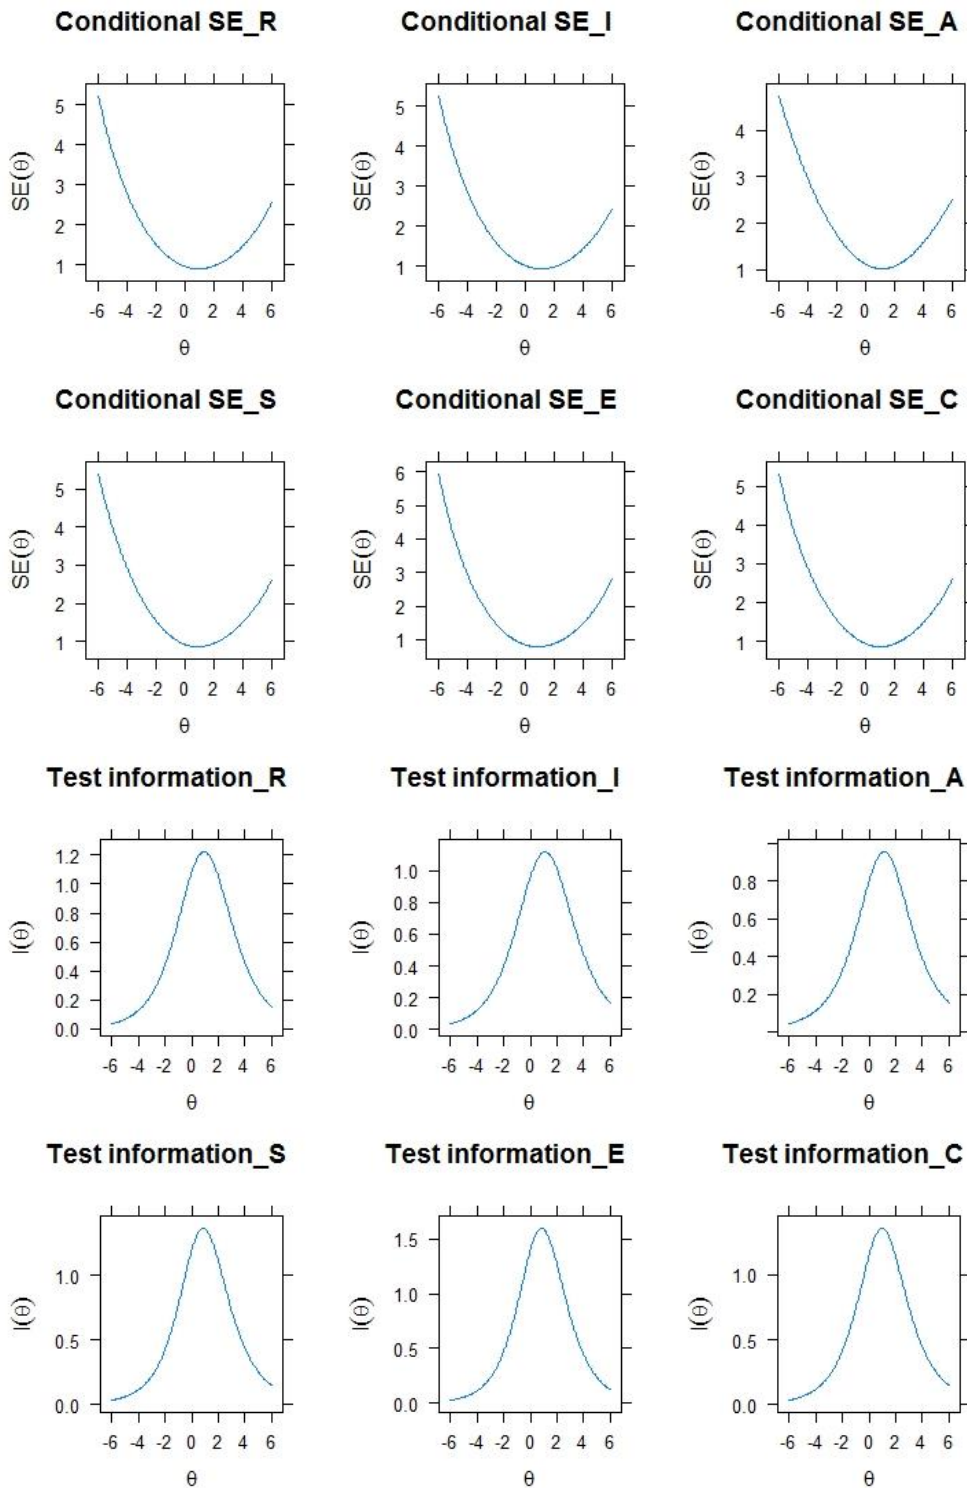 Conditional SE_R Conditional SE_I Conditional SE_A
SE(θ) SE(θ) SE(θ)
5 5 4
4 4 3
3 3 2
2 2 1
1 1
-6 -4 -2 0 2 4 6 -6 -4 -2 0 2 4 6 -6 -4 -2 0 2 4 6
θ θ θ
Conditional SE_S Conditional SE_E Conditional SE_C
SE(θ) SE(θ) SE(θ)
5 6 5
4 5 4
3 4 3
2 3 2
1 2 1
1
-6 -4 -2 0 2 4 6 -6 -4 -2 0 2 4 6 -6 -4 -2 0 2 4 6
θ θ θ
Test information_R Test information_I Test information_A
I(θ) I(θ) I(θ)
1.2 1.0 0.8
1.0 0.8 0.6
0.8 0.6 0.4
0.6 0.4 0.2
0.4 0.2
0.2 0.0
0.0
-6 -4 -2 0 2 4 6 -6 -4 -2 0 2 4 6 -6 -4 -2 0 2 4 6
θ θ θ
Test information_S Test information_E Test information_C
I(θ) I(θ) I(θ)
1.0 1.5 1.0
0.5 1.0 0.5
0.0 0.5 0.0
0.0
-6 -4 -2 0 2 4 6 -6 -4 -2 0 2 4 6 -6 -4 -2 0 2 4 6
θ θ θ